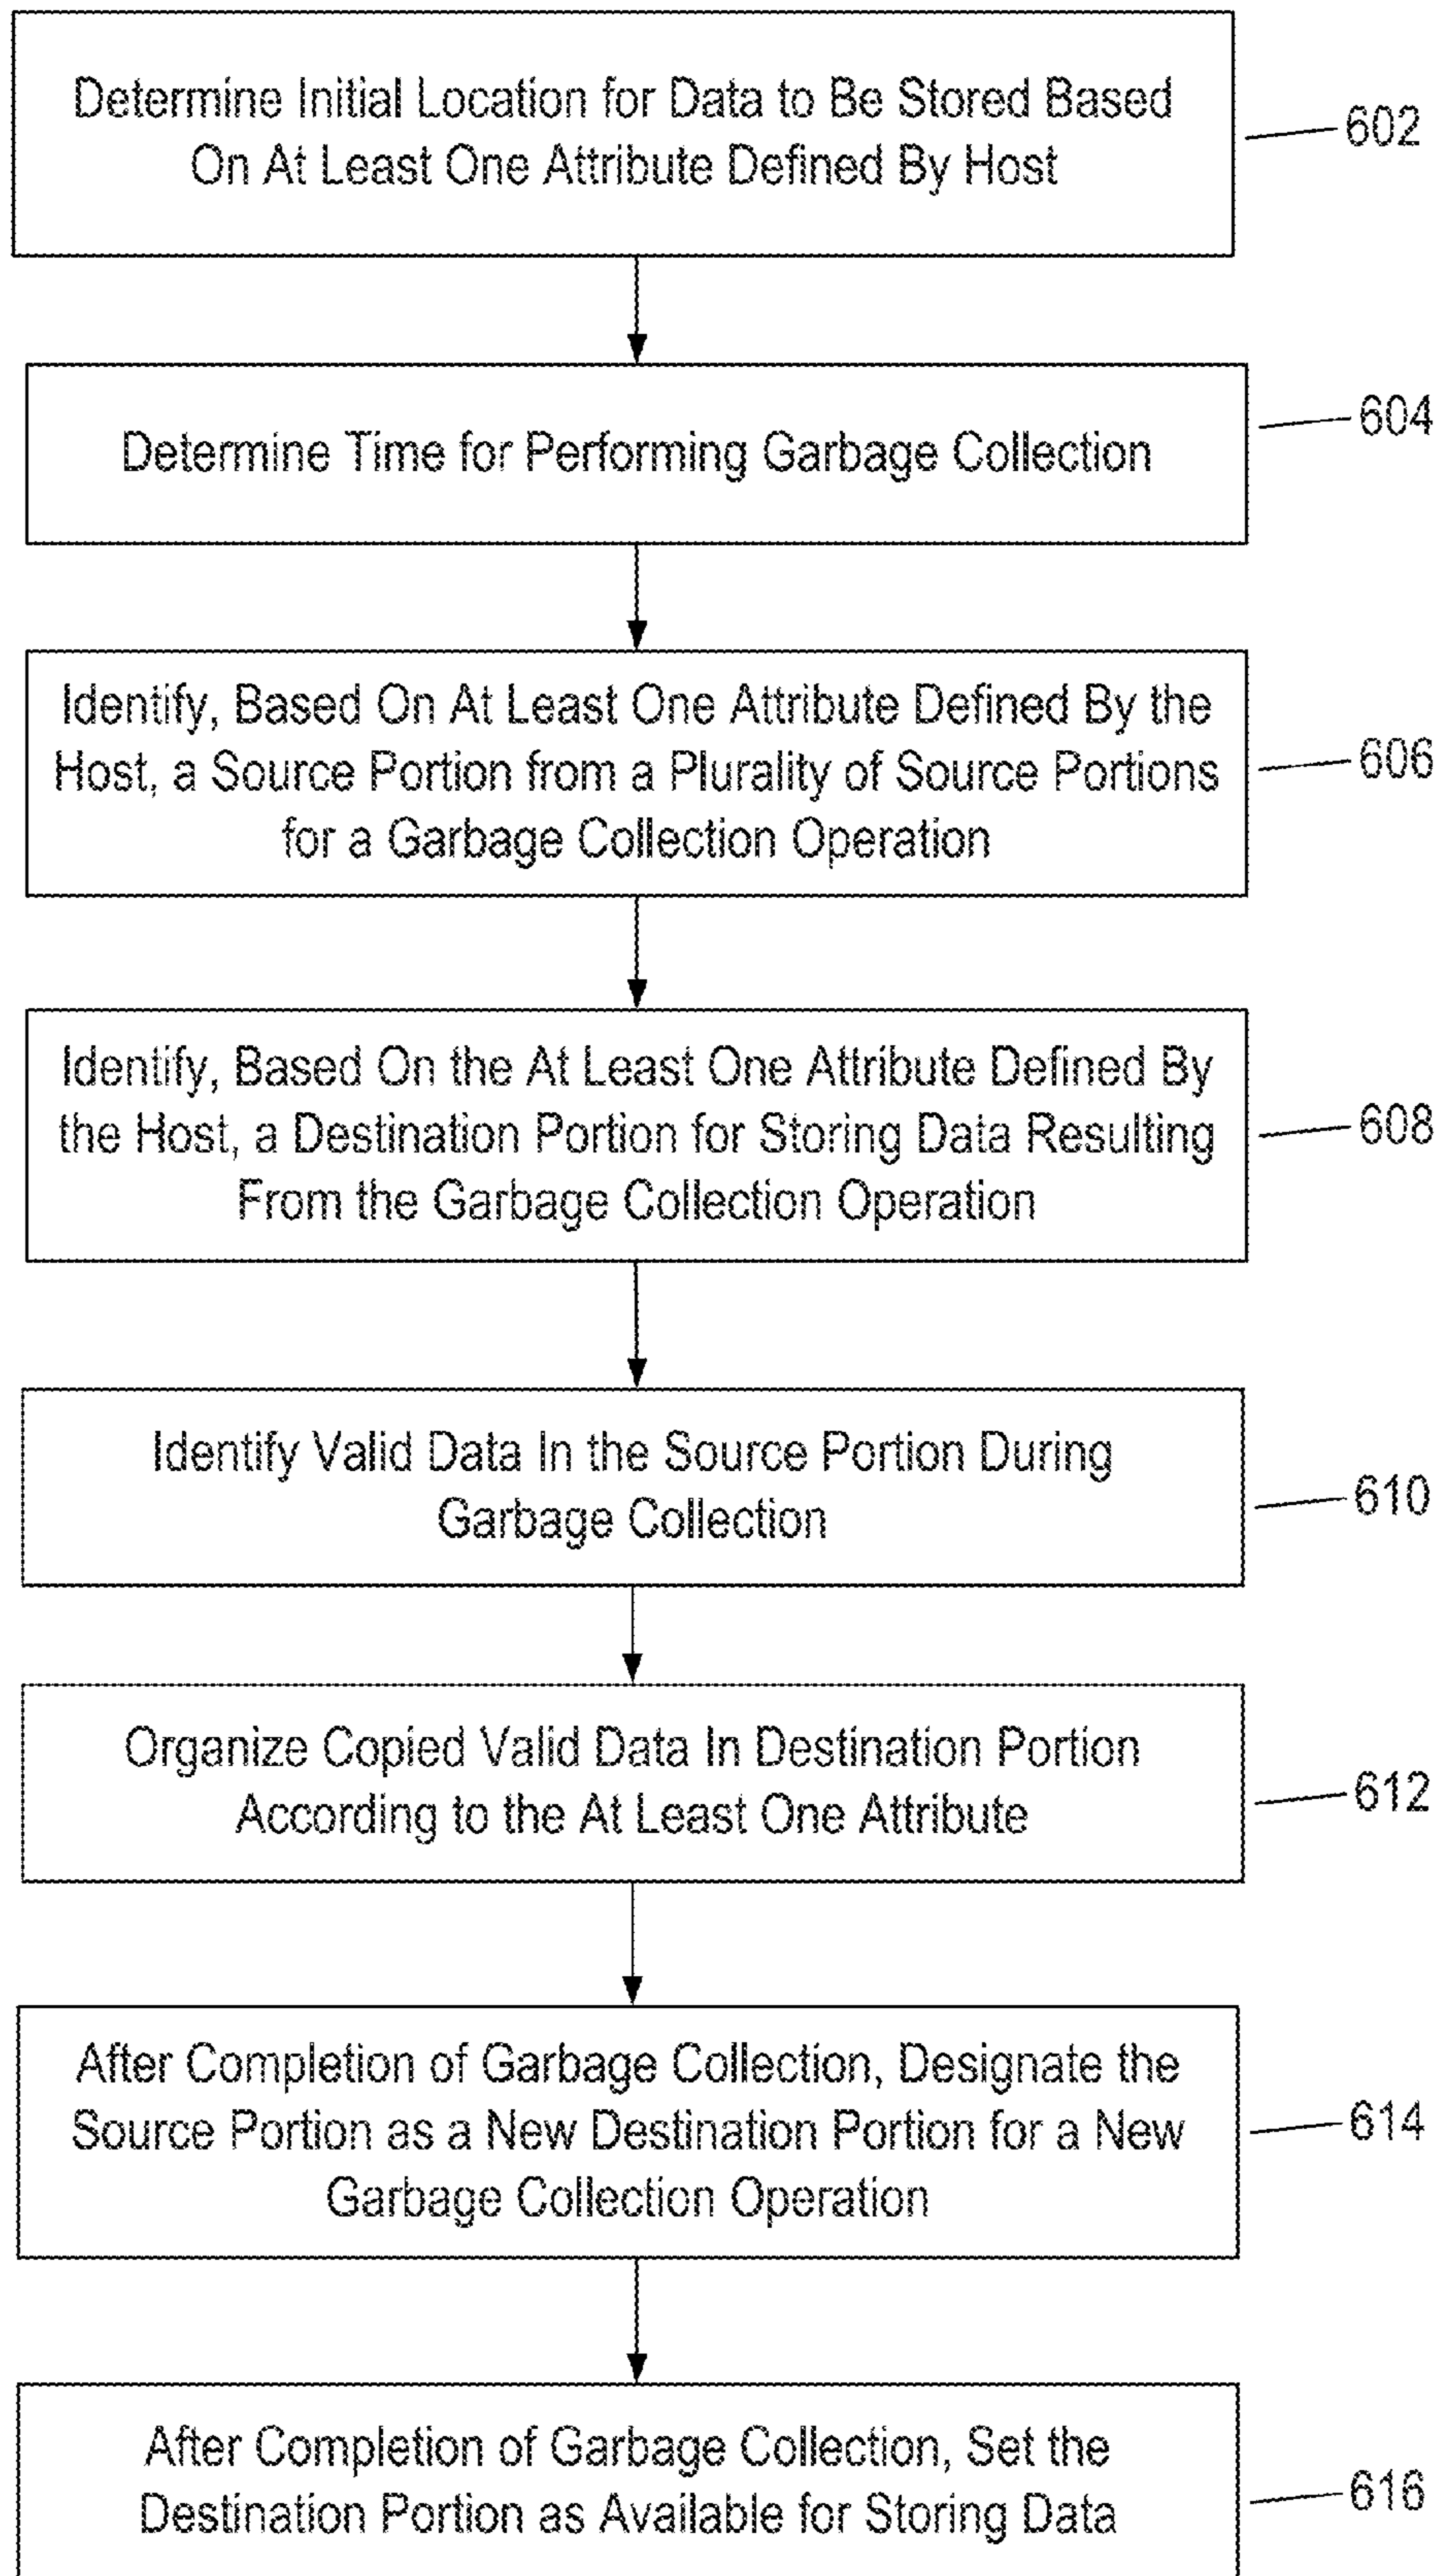 Determine Initial Location for Data to Be Stored Based
On At Least One Attribute Defined By Host
602
Determine Time for Performing Garbage Collection
604
Identify, Based On At Least One Attribute Defined By the
Host, a Source Portion from a Plurality of Source Portions
for a Garbage Collection Operation
606
Identify, Based On the At Least One Attribute Defined By
the Host, a Destination Portion for Storing Data Resulting
From the Garbage Collection Operation
608
Identify Valid Data In the Source Portion During
Garbage Collection
610
Organize Copied Valid Data In Destination Portion
According to the At Least One Attribute
612
After Completion of Garbage Collection, Designate the
Source Portion as a New Destination Portion for a New
Garbage Collection Operation
614
After Completion of Garbage Collection, Set the
Destination Portion as Available for Storing Data
616